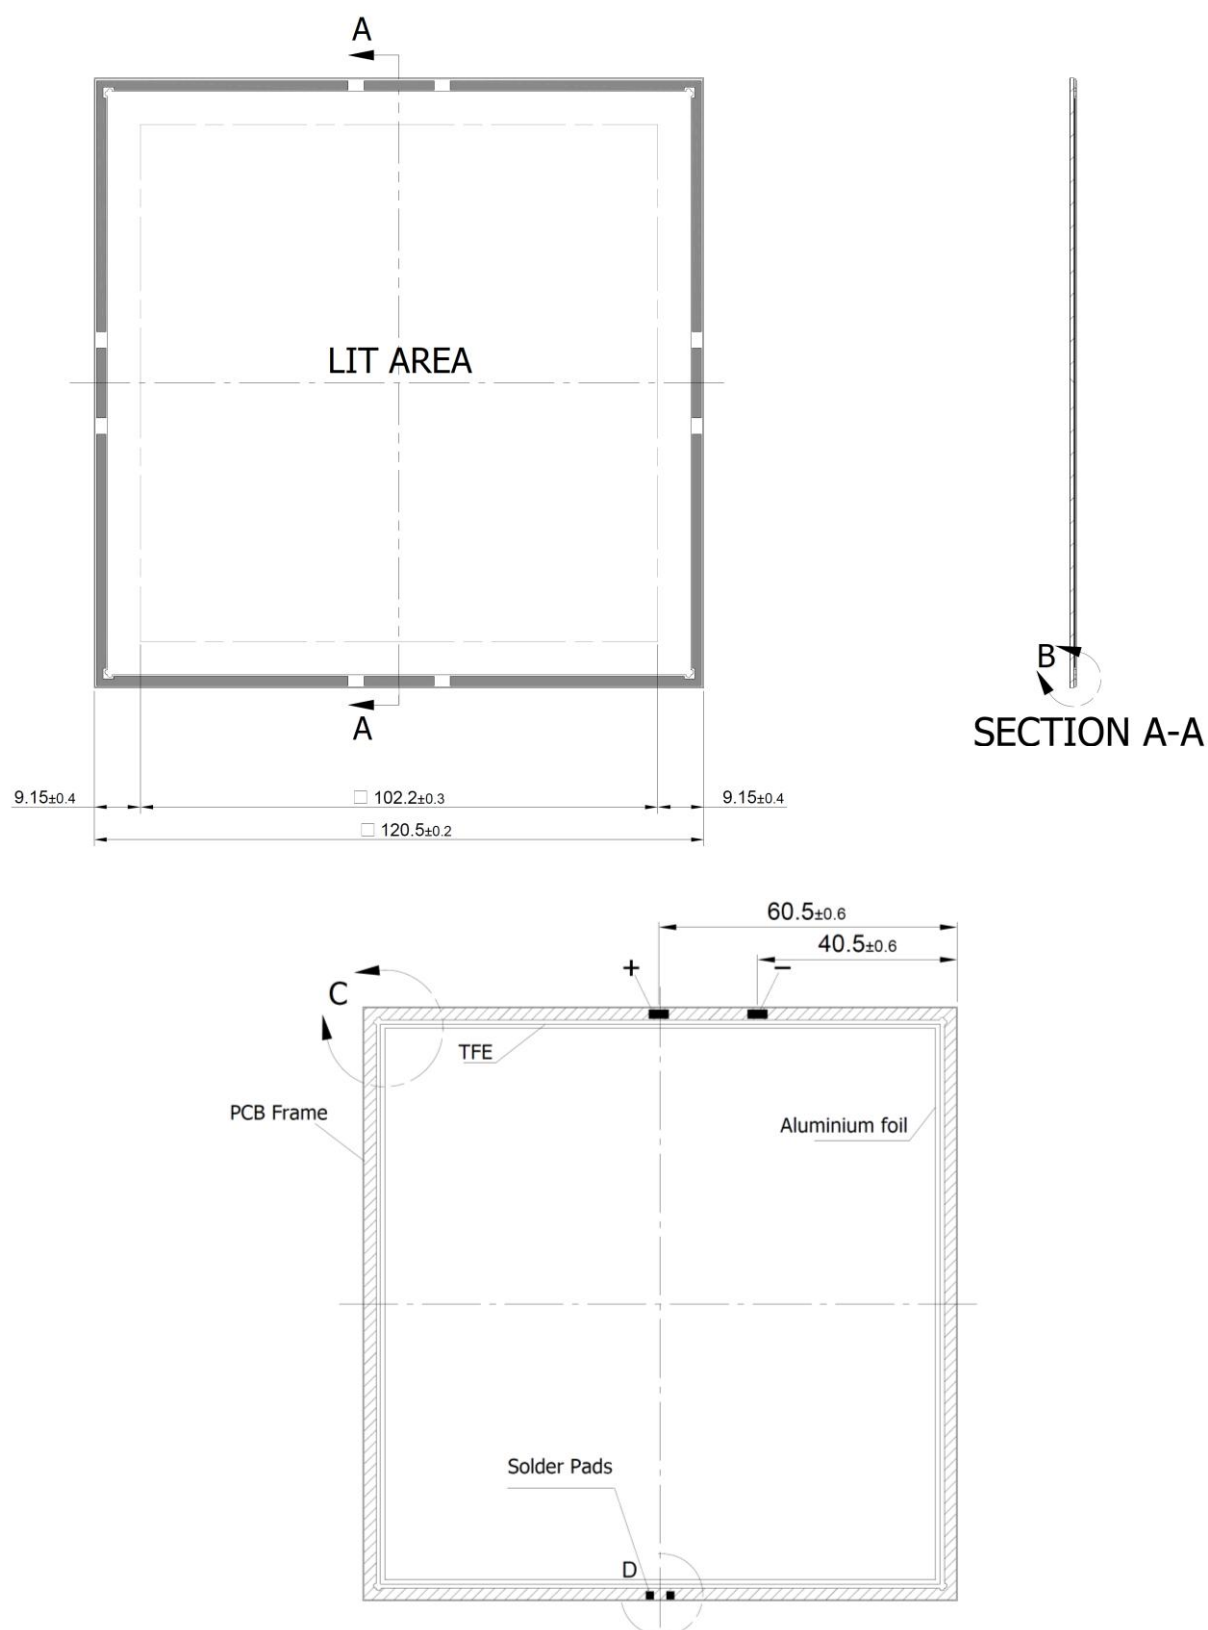 A
LIT AREA
A
B
SECTION A-A
9.15±0.4
□ 102.2±0.3
9.15±0.4
□ 120.5±0.2
60.5±0.6
40.5±0.6
+
−
C
TFE
PCB Frame
Aluminium foil
Solder Pads
D